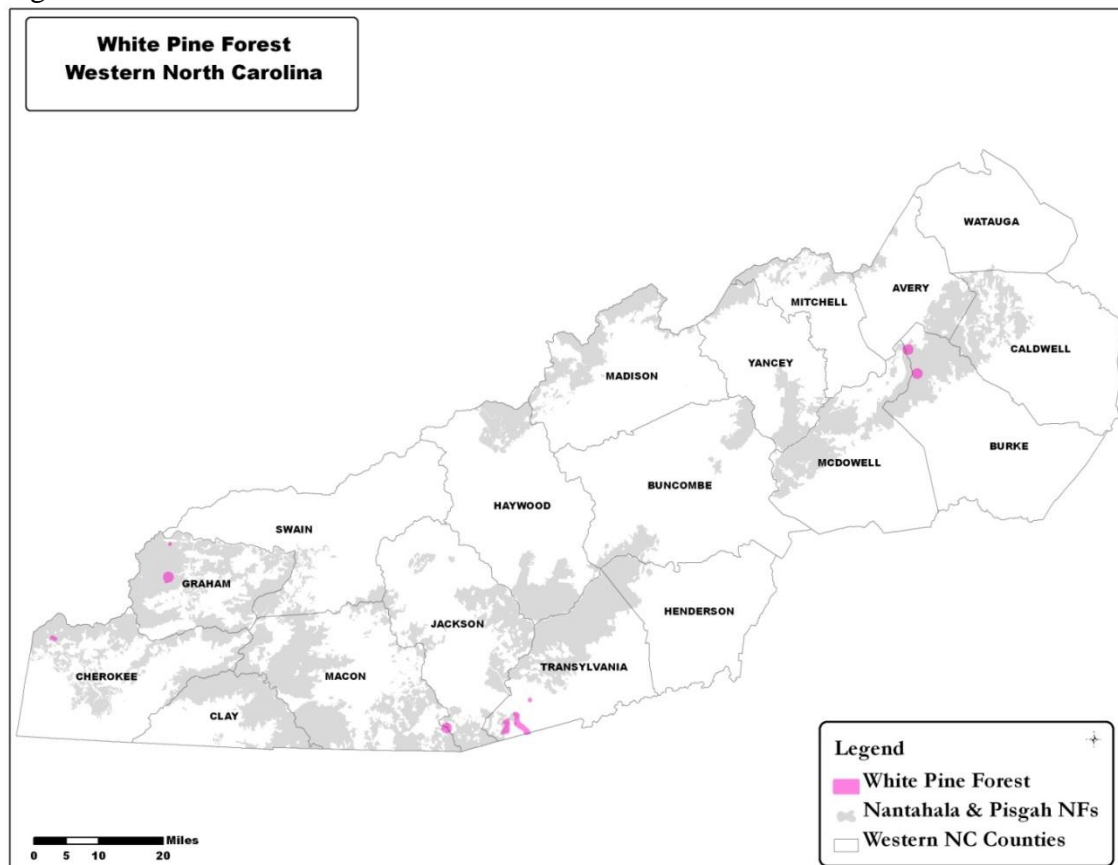 White Pine Forest
Western North Carolina
WATAUGA
AVERY
MITCHELL
CALDWELL
YANCEY
MADISON
BURKE
MCDOWELL
BUNCOMBE
HAYWOOD
SWAIN
GRAHAM
HENDERSON
JACKSON
TRANSYLVANIA
CHEROKEE
MACON
CLAY
Legend
White Pine Forest
Nantahala & Pisgah NFs
Western NC Counties
Miles
0 5 10 20